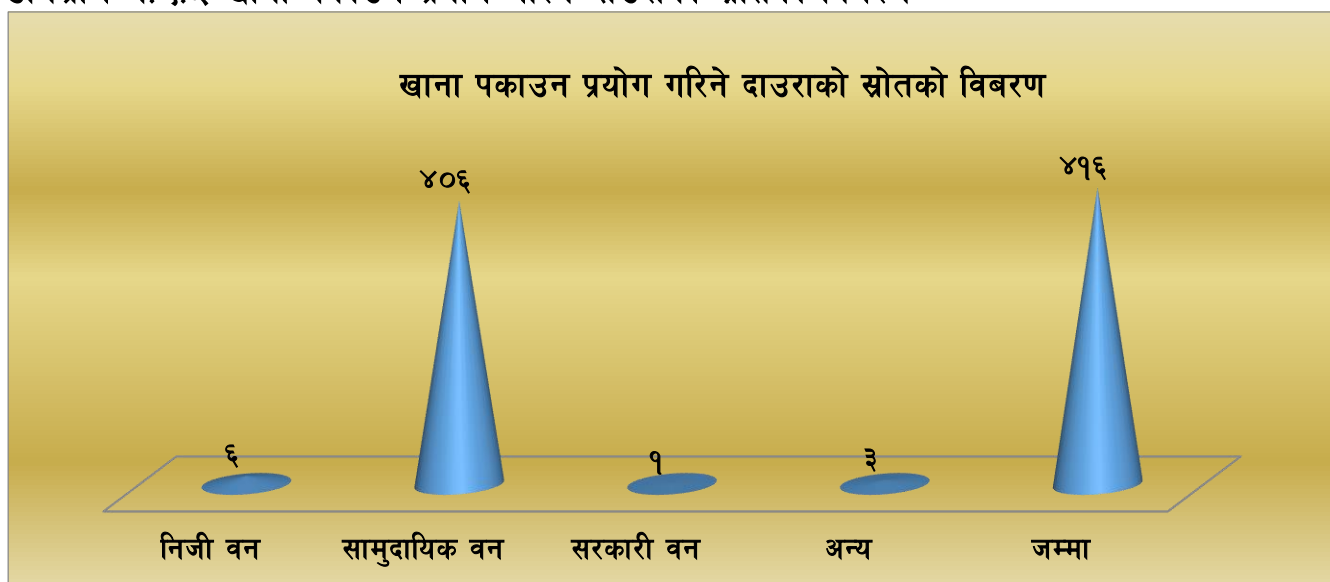 खाना पकाउन प्रयोग गरिने दाउराको स्रोतको विबरण
४०६
४१६
६
१
३
निजी वन
सामुदायिक वन
सरकारी वन
अन्य
जम्मा